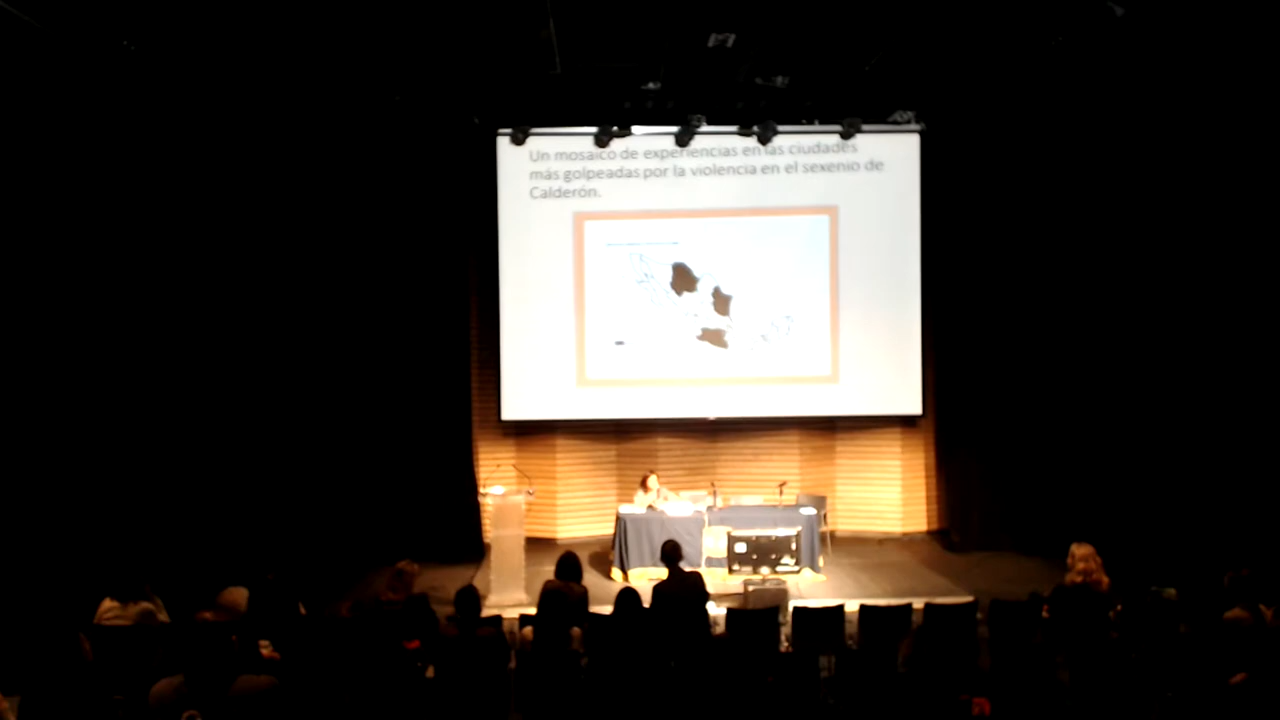 Un mosaico de experiencias en las ciudades
más golpeadas por la violencia en el sexenio de
Calderón.